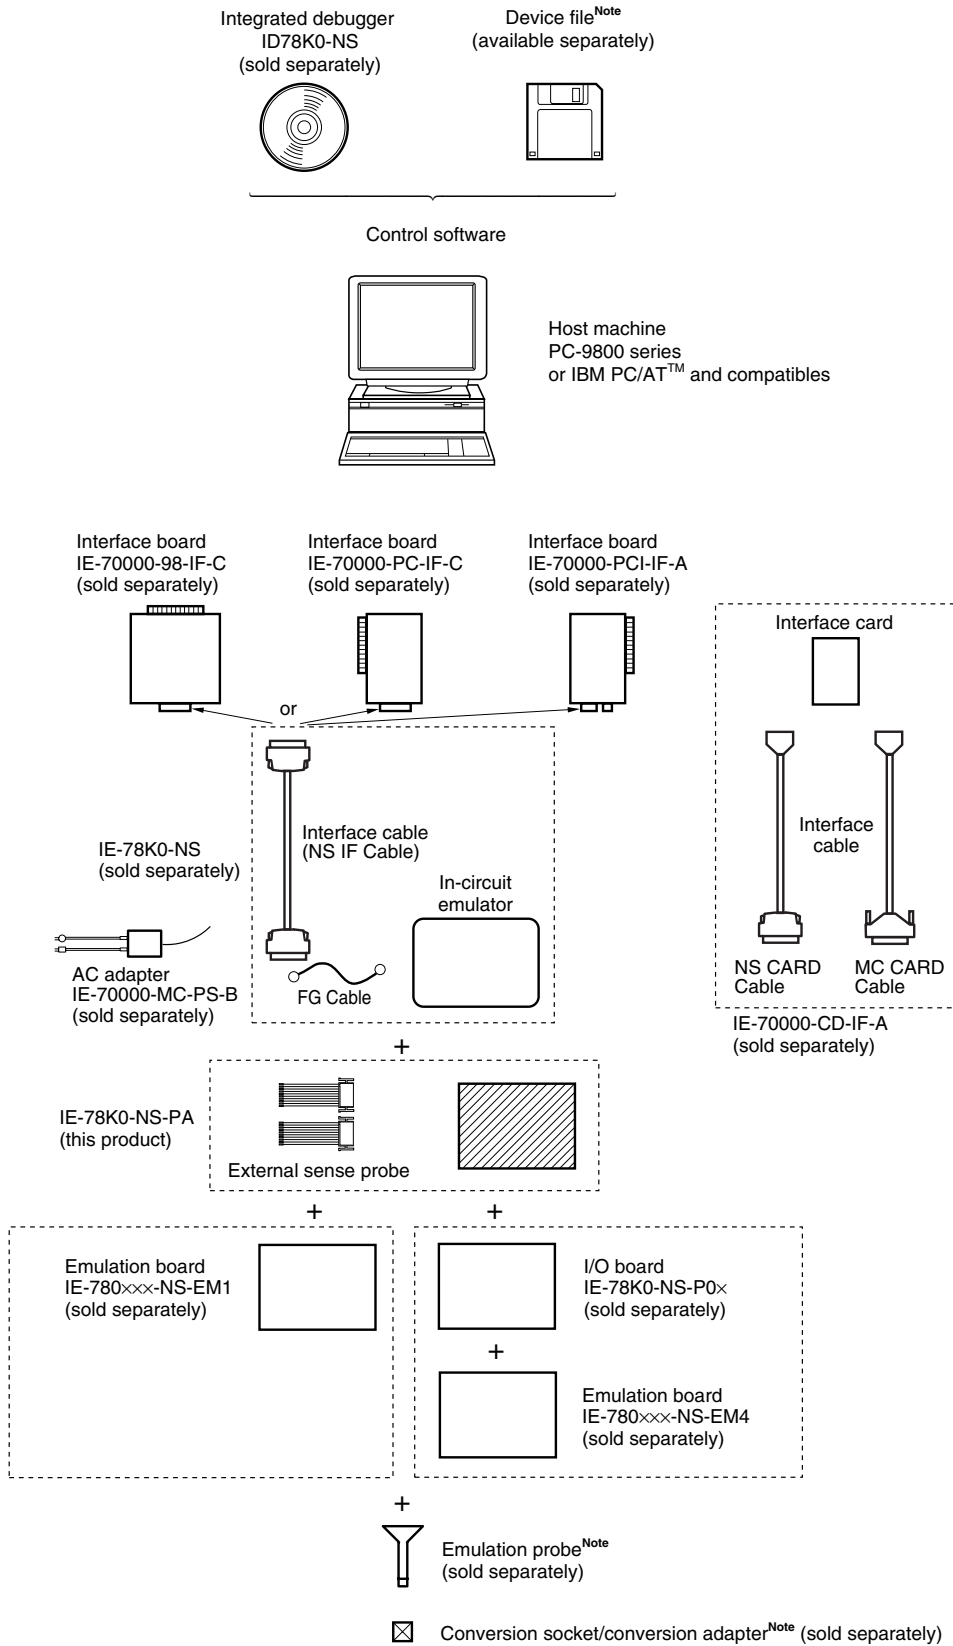 Integrated debugger
ID78K0-NS
(sold separately)
Device fileNote
(available separately)
Control software
Host machine
PC-9800 series
or IBM PC/ATTM and compatibles
Interface board
IE-70000-98-IF-C
(sold separately)
Interface board
IE-70000-PC-IF-C
(sold separately)
Interface board
IE-70000-PCI-IF-A
(sold separately)
Interface card
or
Interface cable
(NS IF Cable)
Interface
cable
IE-78K0-NS
(sold separately)
In-circuit
emulator
AC adapter
IE-70000-MC-PS-B
(sold separately)
FG Cable
NS CARD
Cable
MC CARD
Cable
IE-70000-CD-IF-A
(sold separately)
+
IE-78K0-NS-PA
(this product)
External sense probe
+
+
Emulation board
IE-780×××-NS-EM1
(sold separately)
I/O board
IE-78K0-NS-P0×
(sold separately)
+
Emulation board
IE-780×××-NS-EM4
(sold separately)
+
Emulation probeNote
(sold separately)
Conversion socket/conversion adapterNote (sold separately)